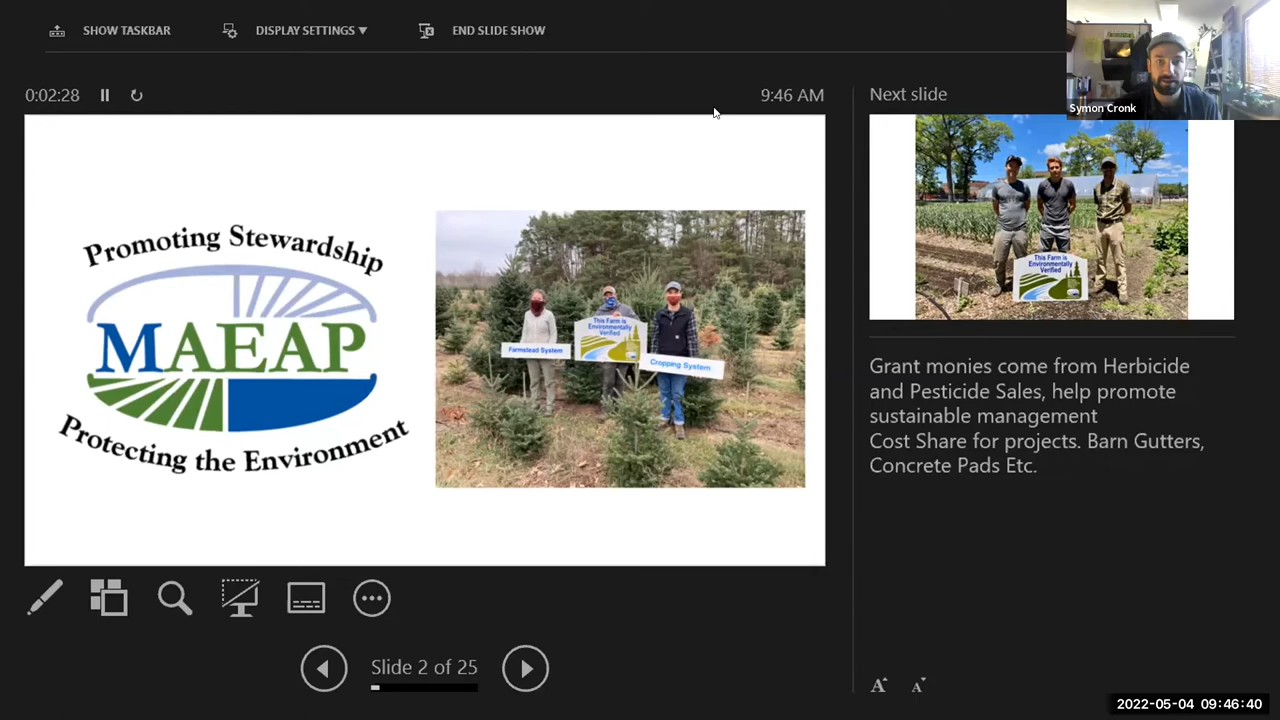 SHOW TASKBAR
DISPLAY SETTINGS
END SLIDE SHOW
0:02:28
9:46 AM
Next slide
Symon Cronk
Promoting Stewardship
MAEAP
Protecting the Environment
This Farm is
Environmentally
Verified
Farmstead System
Cropping System
This Farm is
Environmentally
Verified
Grant monies come from Herbicide
and Pesticide Sales, help promote
sustainable management
Cost Share for projects. Barn Gutters,
Concrete Pads Etc.
Slide 2 of 25
A A
2022-05-04 09:46:40